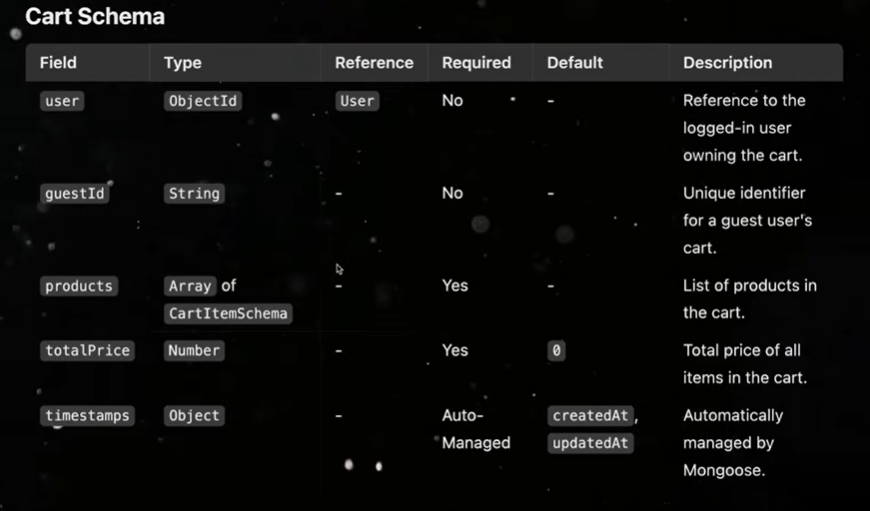 Cart Schema
Field Type Reference Required Default Description
user ObjectId User No - Reference to the
logged-in user
owning the cart.
guestId String - No - Unique identifier
for a guest user's
cart.
products Array of - Yes - List of products in
CartItemSchema the cart.
totalPrice Number - Yes 0 Total price of all
items in the cart.
timestamps Object - Auto- createdAt, Automatically
Managed updatedAt managed by
Mongoose.